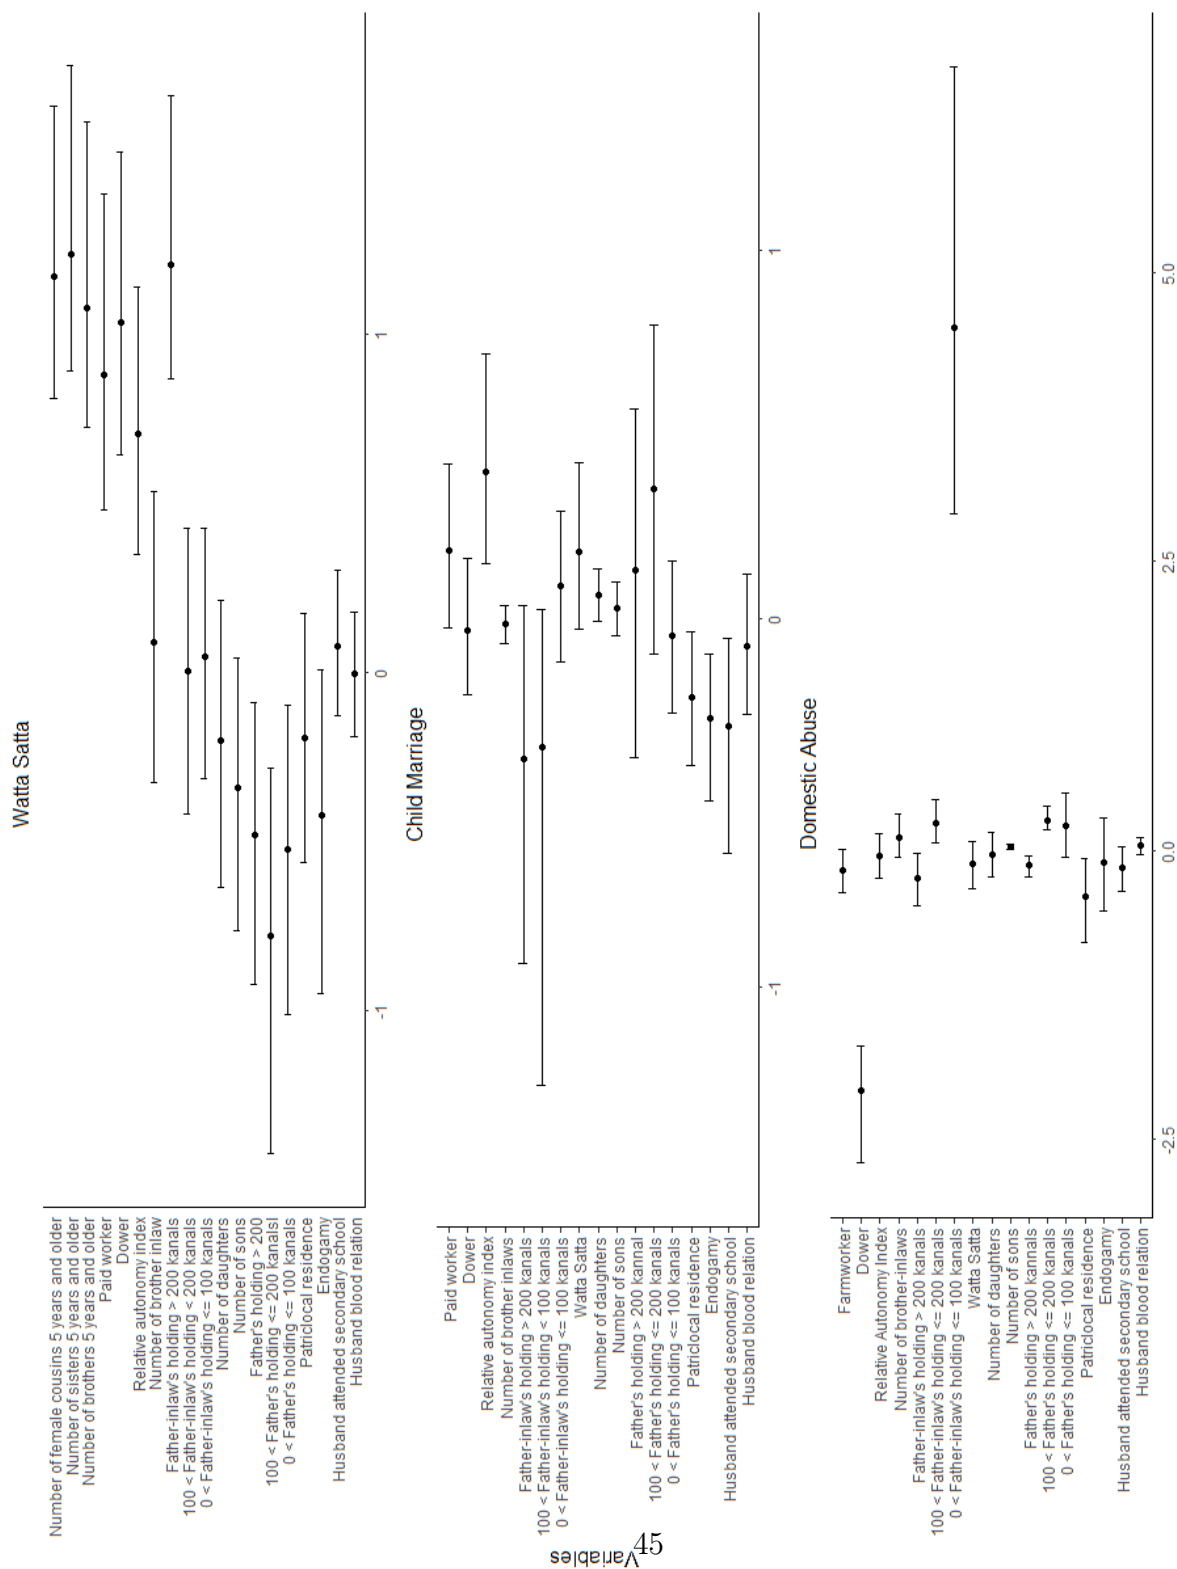 Watta Satta
Number of female cousins 5 years and older
Number of sisters 5 years and older
Number of brothers 5 years and older
Paid worker
Dower
Relative autonomy index
Number of brother inlaw
Father-inlaw's holding > 200 kanals
100 < Father-inlaw's holding < 200 kanals
0 < Father-inlaw's holding <= 100 kanals
Number of daughters
Number of sons
Father's holding > 200
100 < Father's holding <= 200 kanalsl
0 < Father's holding <= 100 kanals
Patriclocal residence
Endogamy
Husband attended secondary school
Husband blood relation
-1
0
1
Child Marriage
Paid worker
Dower
Relative autonomy index
Number of brother inlaws
Father-inlaw's holding > 200 kanals
100 < Father-inlaw's holding < 100 kanals
0 < Father-inlaw's holding <= 100 kanals
Watta Satta
Number of daughters
Number of sons
Father's holding > 200 kannal
100 < Father's holding <= 200 kanals
0 < Father's holding <= 100 kanals
Patriclocal residence
Endogamy
Husband attended secondary school
Husband blood relation
-1
0
1
Domestic Abuse
Farmworker
Dower
Relative Autonomy Index
Number of brother-inlaws
Father-inlaw's holding > 200 kanals
100 < Father-inlaw's holding <= 200 kanals
0 < Father-inlaw's holding <= 100 kanals
Watta Satta
Number of daughters
Number of sons
Father's holding > 200 kanals
100 < Father's holding <= 200 kanals
0 < Father's holding <= 100 kanals
Patriclocal residence
Endogamy
Husband attended secondary school
Husband blood relation
-2.5
0.0
2.5
5.0
Variables
45